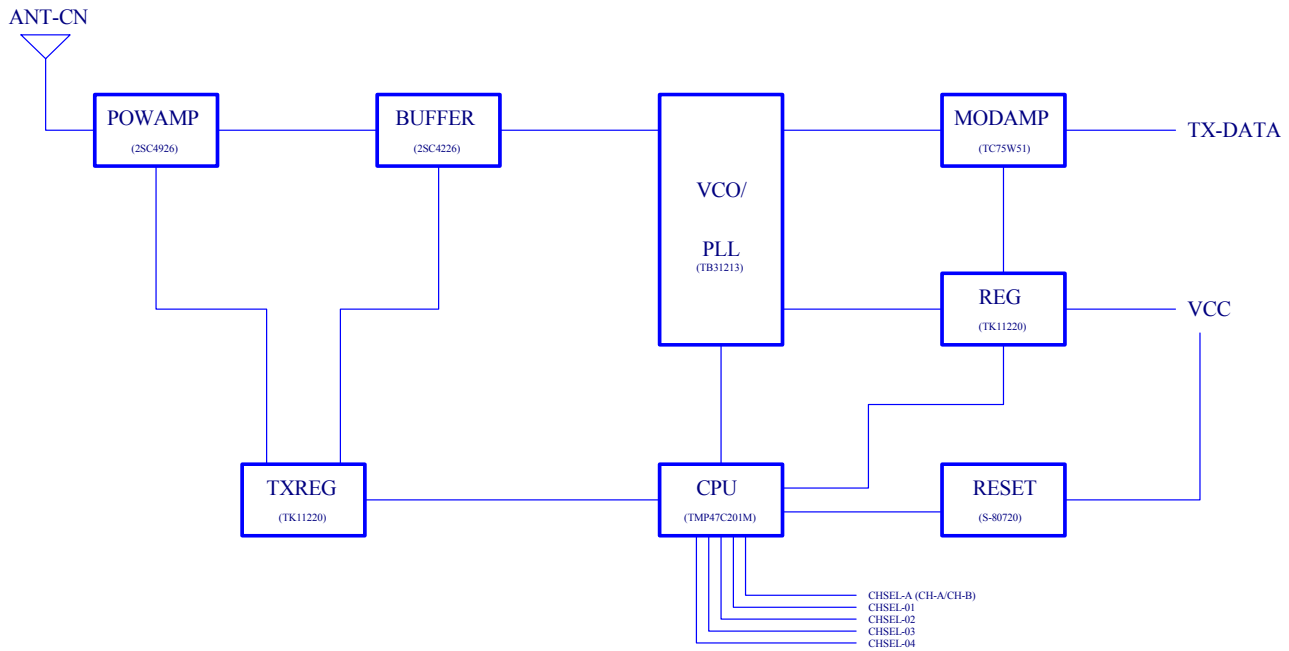 ANT-CN
POWAMP
(2SC4926)
BUFFER
(2SC4226)
VCO/
PLL
(TB31213)
MODAMP
(TC75W51)
TX-DATA
REG
(TK11220)
VCC
TXREG
(TK11220)
CPU
(TMP47C201M)
RESET
(S-80720)
CHSEL-A (CH-A/CH-B)
CHSEL-01
CHSEL-02
CHSEL-03
CHSEL-04